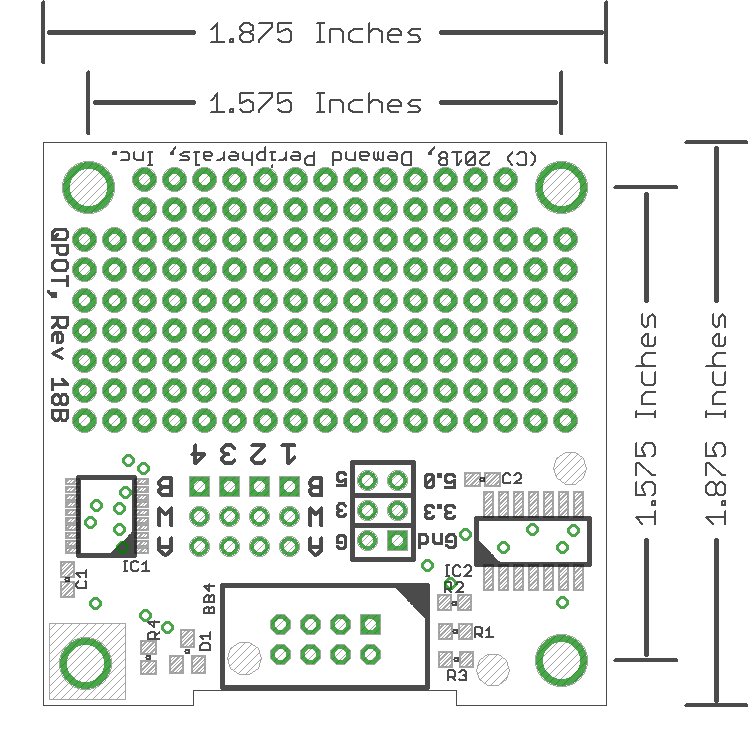 1.875 Inches
1.575 Inches
(C) 2018, Demand Peripherals, Inc.
QPOT, Rev 18B
1.575 Inches
1.875 Inches
4 3 2 1
B B
W W
A A
5 5.0
3 3.3
G Gnd
C2
IC1
IC2
C1
BB4
R2
R4
D1
R1
R3